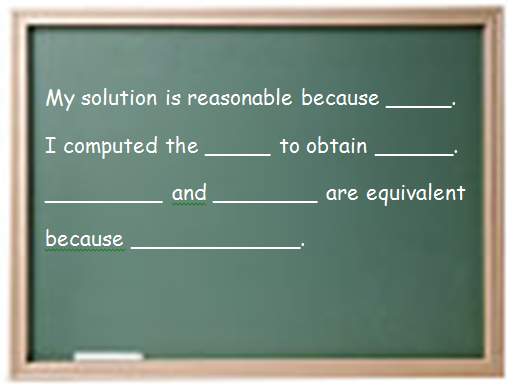 My solution is reasonable because _____.
I computed the _____ to obtain ______.
_________ and ________ are equivalent
because _____________.